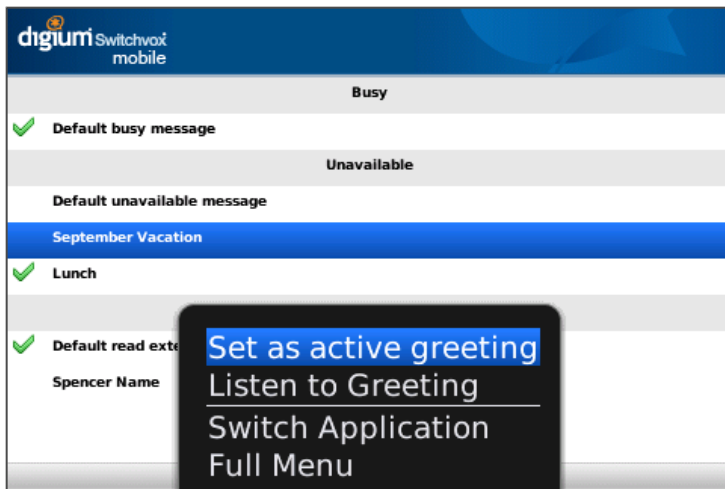 digium Switchvox
mobile
Busy
Default busy message
Unavailable
Default unavailable message
September Vacation
Lunch
Default read exte
Spencer Name
Set as active greeting
Listen to Greeting
Switch Application
Full Menu